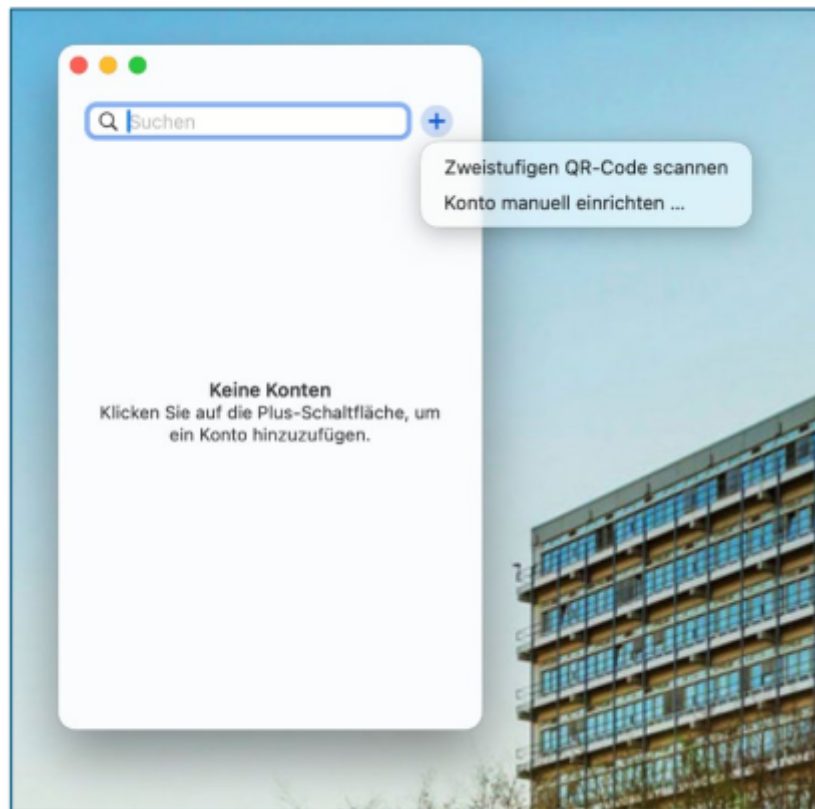 Suchen
Zweistufigen QR-Code scannen
Konto manuell einrichten ...
Keine Konten
Klicken Sie auf die Plus-Schaltfläche, um
ein Konto hinzuzufügen.